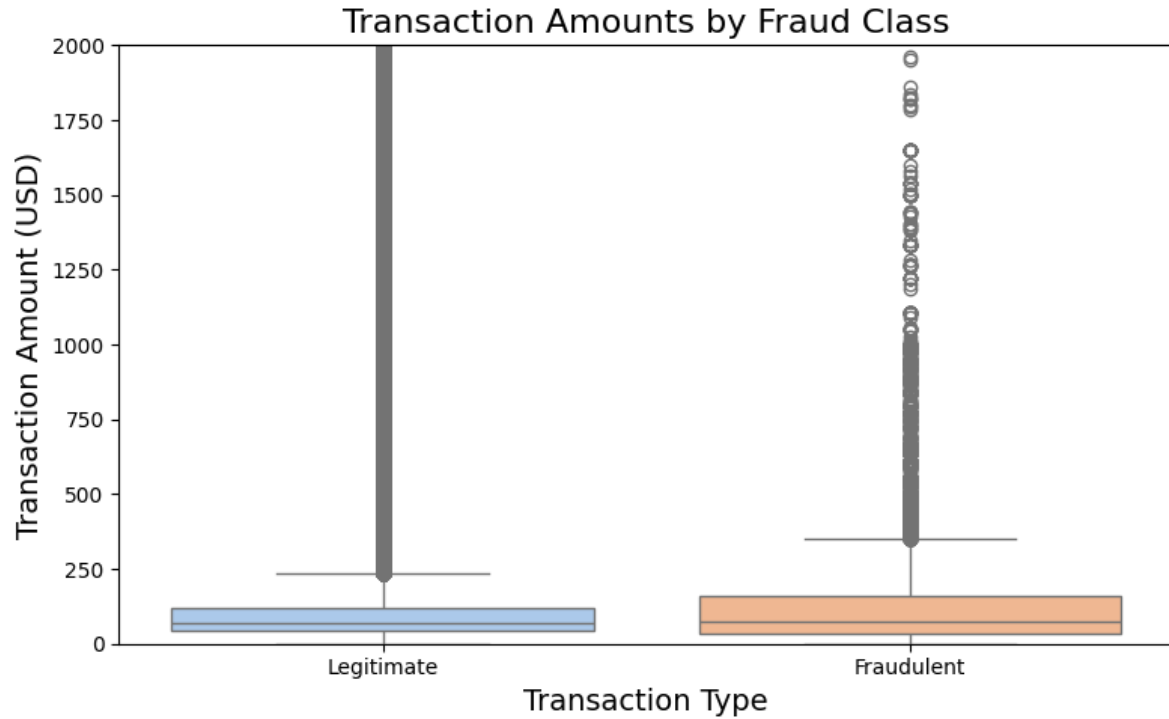 Transaction Amounts by Fraud Class
Transaction Amount (USD)
2000
1750
1500
1250
1000
750
500
250
0
Legitimate
Fraudulent
Transaction Type